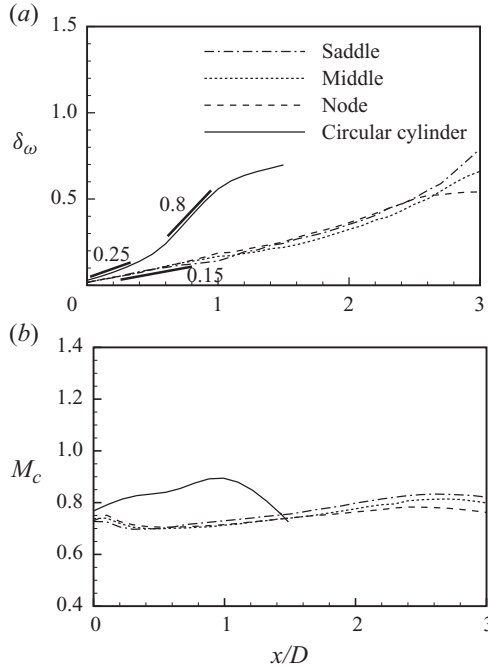 (a)
1.5
1.0
0.5
0
δω
Saddle
Middle
Node
Circular cylinder
0.8
0.25
0.15
1
2
3
(b)
1.4
1.2
1.0
0.8
0.6
0.4
Mc
0
1
2
3
x/D